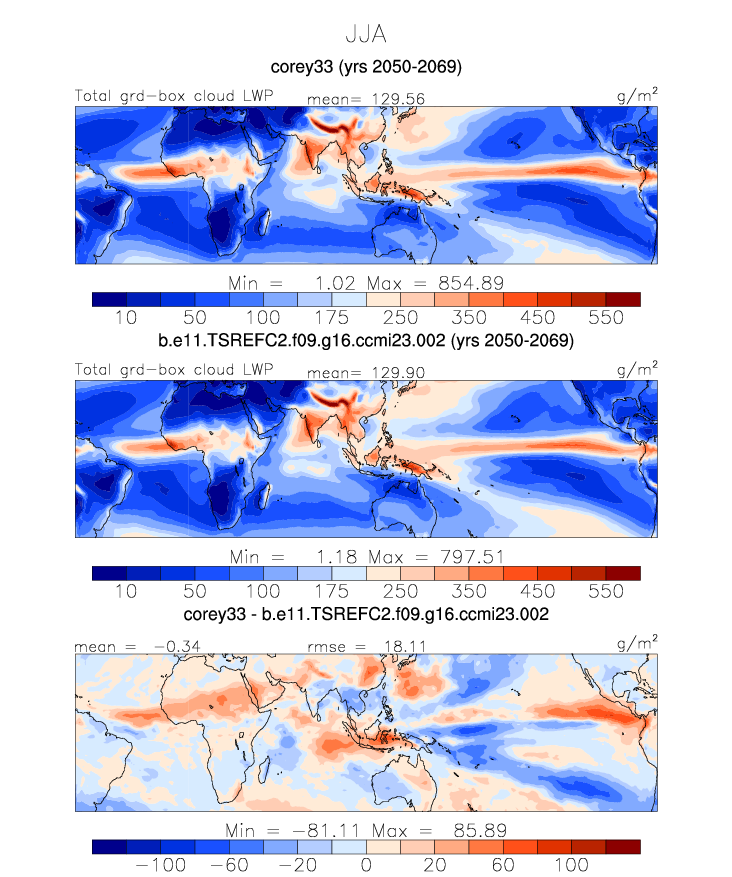 JJA
corey33 (yrs 2050-2069)
Total grd-box cloud LWP mean= 129.56 g/m²
Min = 1.02 Max = 854.89
10 50 100 175 250 350 450 550
b.e11.TSREFC2.f09.g16.ccmi23.002 (yrs 2050-2069)
Total grd-box cloud LWP mean= 129.90 g/m²
Min = 1.18 Max = 797.51
10 50 100 175 250 350 450 550
corey33 - b.e11.TSREFC2.f09.g16.ccmi23.002
mean = -0.34 rmse = 18.11 g/m²
Min = -81.11 Max = 85.89
-100 -60 -20 0 20 60 100